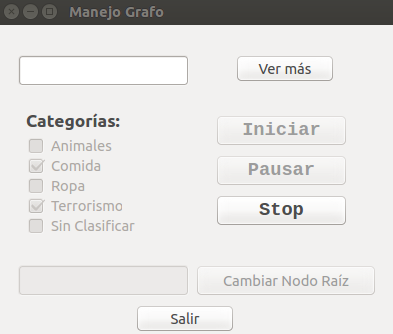 Manejo Grafo
Ver más
Categorías:
Animales
Comida
Ropa
Terrorismo
Sin Clasificar
Iniciar
Pausar
Stop
Cambiar Nodo Raíz
Salir